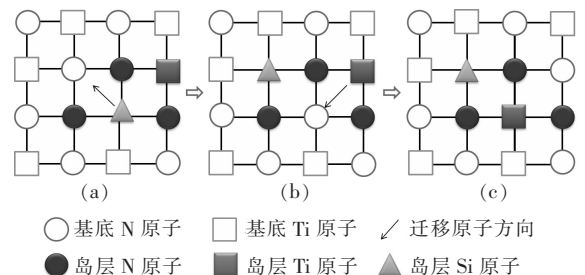 (a) (b) (c)
基底 N 原子 基底 Ti 原子 迁移原子方向
岛层 N 原子 岛层 Ti 原子 岛层 Si 原子